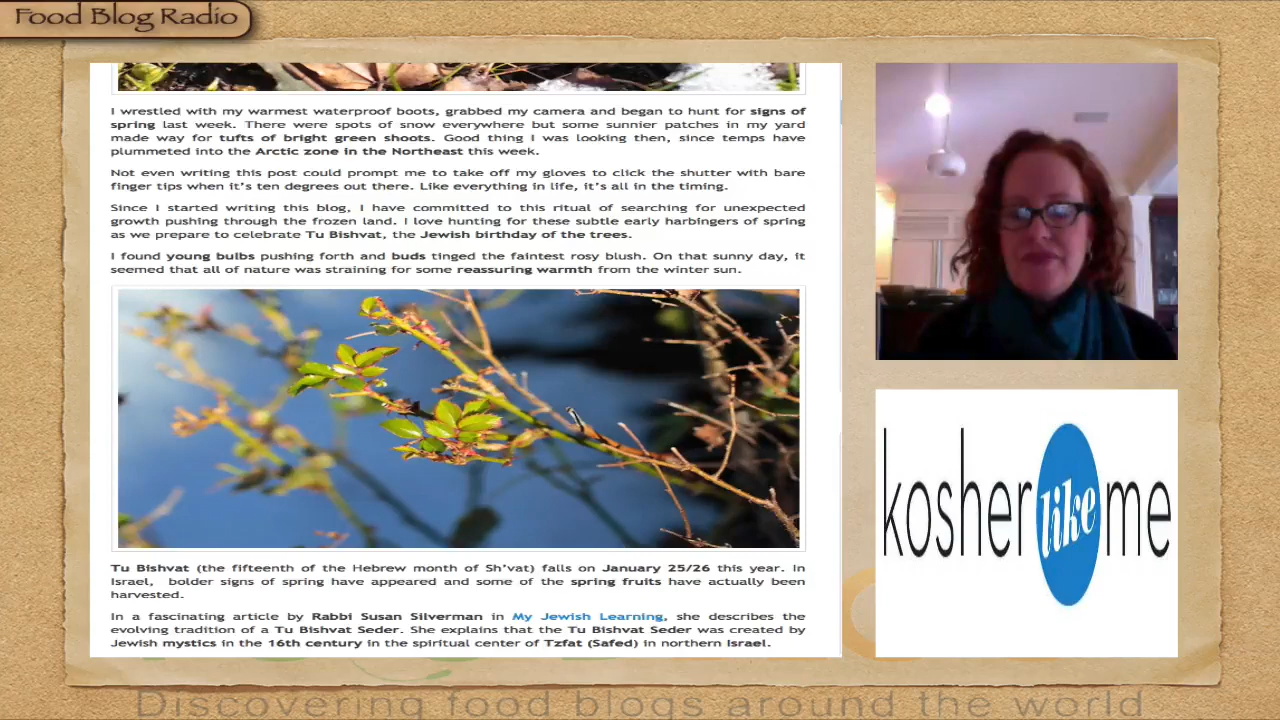 Food Blog Radio
I wrestled with my warmest waterproof boots, grabbed my camera and began to hunt for signs of
spring last week. There were spots of snow everywhere but some sunnier patches in my yard
made way for tufts of bright green shoots. Good thing I was looking then, since temps have
plummeted into the Arctic zone in the Northeast this week.
Not even writing this post could prompt me to take off my gloves to click the shutter with bare
finger tips when it's ten degrees out there. Like everything in life, it's all in the timing.
Since I started writing this blog, I have committed to this ritual of searching for unexpected
growth pushing through the frozen land. I love hunting for these subtle early harbingers of spring
as we prepare to celebrate Tu Bishvat, the Jewish birthday of the trees.
I found young bulbs pushing forth and buds tinged the faintest rosy blush. On that sunny day, it
seemed that all of nature was straining for some reassuring warmth from the winter sun.
Tu Bishvat (the fifteenth of the Hebrew month of Sh'vat) falls on January 25/26 this year. In
Israel, bolder signs of spring have appeared and some of the spring fruits have actually been
harvested.
In a fascinating article by Rabbi Susan Silverman in My Jewish Learning, she describes the
evolving tradition of a Tu Bishvat Seder. She explains that the Tu Bishvat Seder was created by
Jewish mystics in the 16th century in the spiritual center of Tzfat (Safed) in northern Israel.
kosher like me
Discovering food blogs around the world